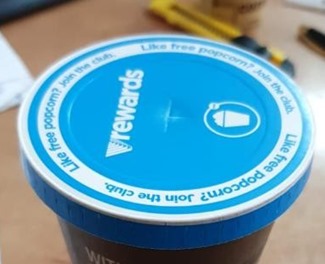 Like free popcorn? Join the club.
Like free popcorn? Join the club.
Like free popcorn? Join the club.
rewards
WIT